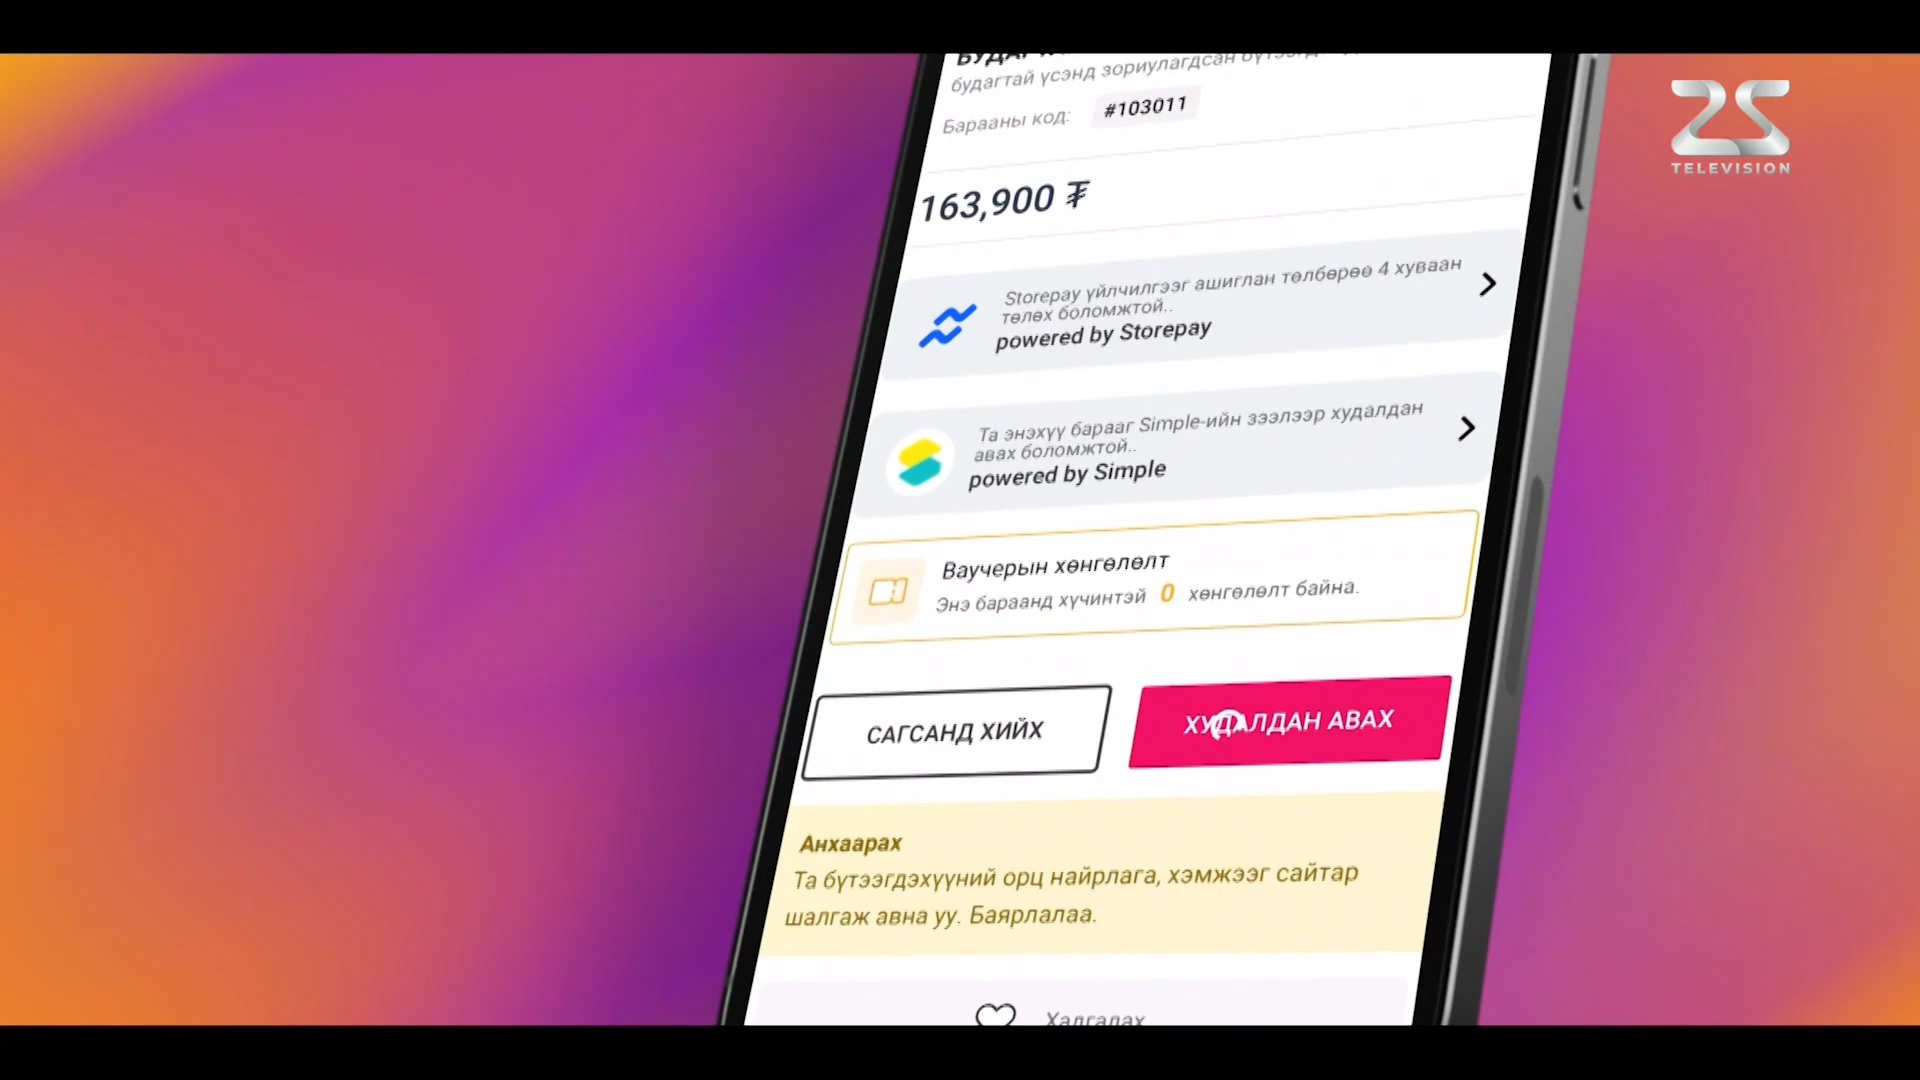 будагтай үсэнд зориулагдсан
Барааны код: #103011
163,900 ₮
Storepay үйлчилгээг ашиглан төлбөрөө 4 хуваан
төлөх боломжтой..
powered by Storepay
Та энэхүү барааг Simple-ийн зээлээр худалдан
авах боломжтой..
powered by Simple
Ваучерын хөнгөлөлт
Энэ бараанд хүчинтэй 0 хөнгөлөлт байна.
САГСАНД ХИЙХ
ХУДАЛДАН АВАХ
Анхаарах
Та бүтээгдэхүүний орц найрлага, хэмжээг сайтар
шалгаж авна уу. Баярлалаа.
Хадгалах
TELEVISION